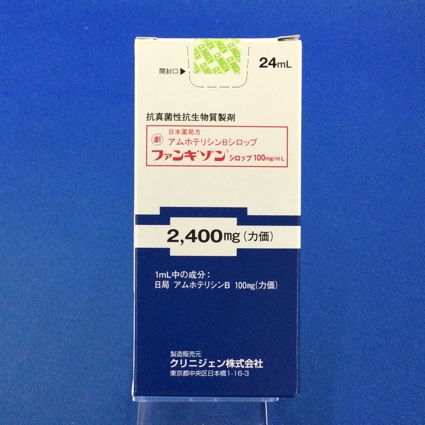 開封口▶
24mL
抗真菌性抗生物質製剤
日本薬局方
劇 アムホテリシンBシロップ
ファンギゾン®シロップ100mg/mL
2,400mg(力価)
1mL中の成分:
日局 アムホテリシンB 100mg(力価)
製造販売元
クリニジェン株式会社
東京都中央区日本橋1-16-3